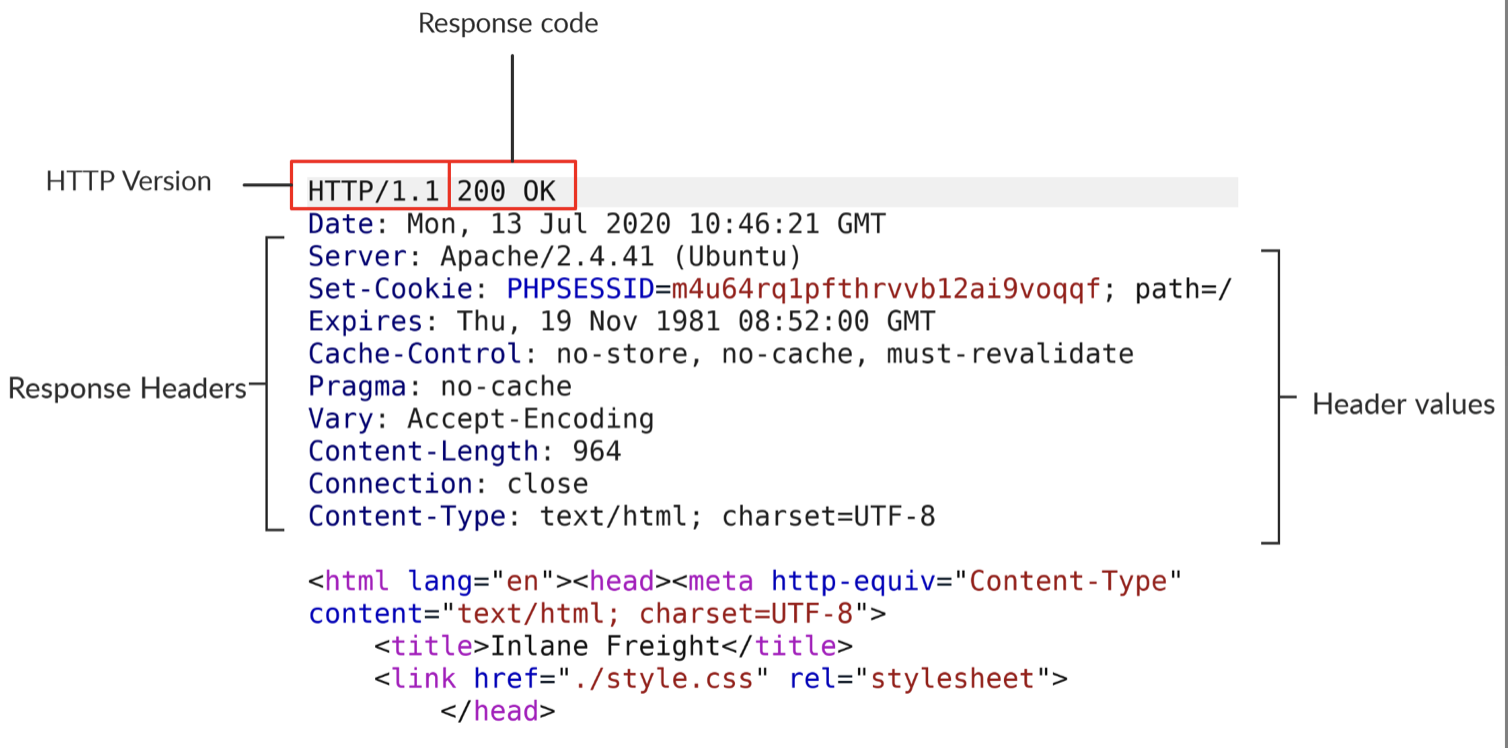 Response code
HTTP Version
HTTP/1.1 200 OK
Date: Mon, 13 Jul 2020 10:46:21 GMT
Server: Apache/2.4.41 (Ubuntu)
Set-Cookie: PHPSESSID=m4u64rq1pfthrvvb12ai9voqqf; path=/
Expires: Thu, 19 Nov 1981 08:52:00 GMT
Cache-Control: no-store, no-cache, must-revalidate
Response Headers
Pragma: no-cache
Header values
Vary: Accept-Encoding
Content-Length: 964
Connection: close
Content-Type: text/html; charset=UTF-8
<html lang="en"><head><meta http-equiv="Content-Type"
content="text/html; charset=UTF-8">
<title>Inlane Freight</title>
<link href="./style.css" rel="stylesheet">
</head>